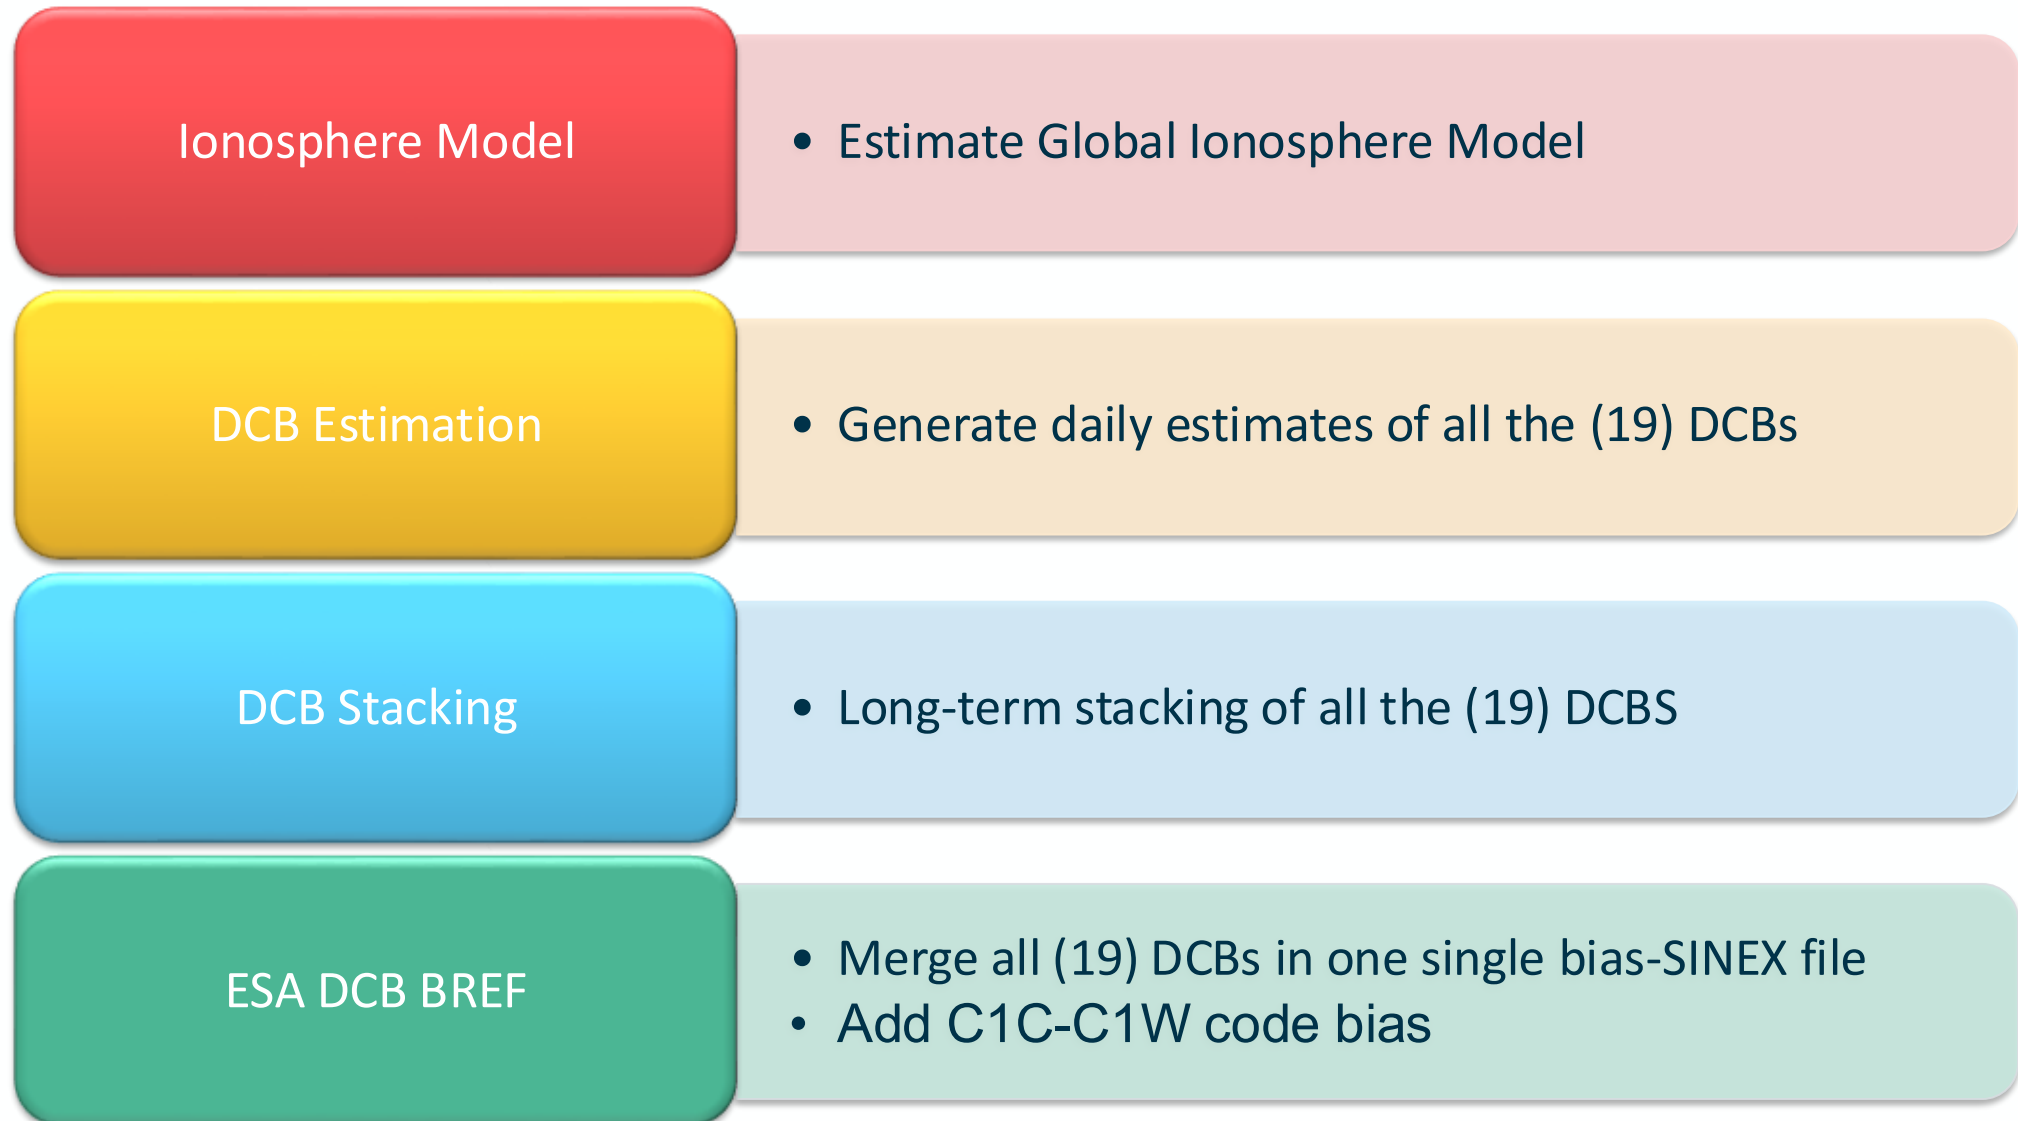 Ionosphere Model
• Estimate Global Ionosphere Model
DCB Estimation
• Generate daily estimates of all the (19) DCBs
DCB Stacking
• Long-term stacking of all the (19) DCBS
ESA DCB BREF
• Merge all (19) DCBs in one single bias-SINEX file
• Add C1C-C1W code bias